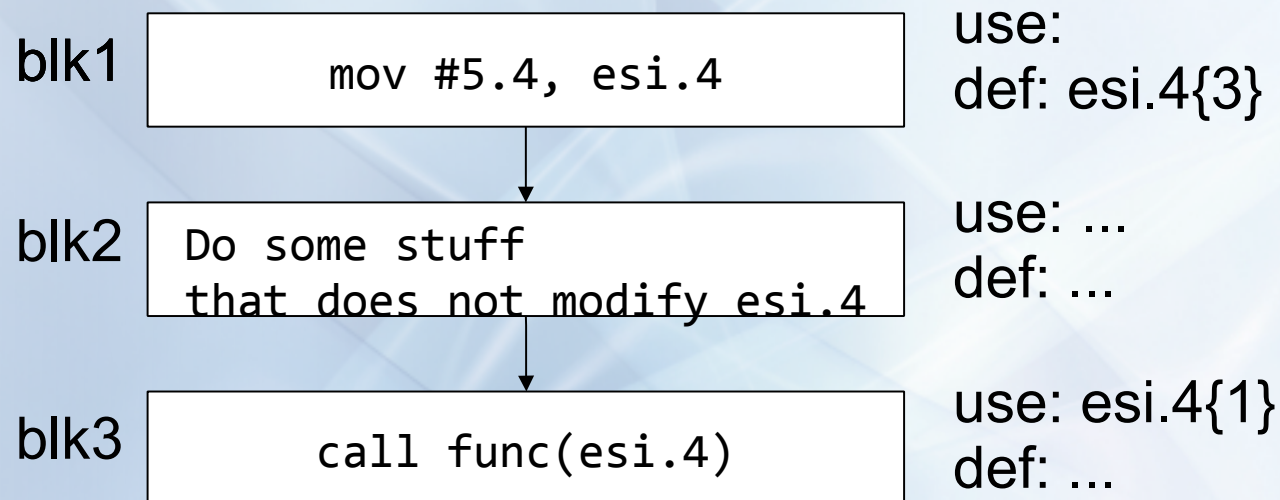 blk1
mov #5.4, esi.4
use:
def: esi.4{3}
blk2
Do some stuff
that does not modify esi.4
use: ...
def: ...
blk3
call func(esi.4)
use: esi.4{1}
def: ...